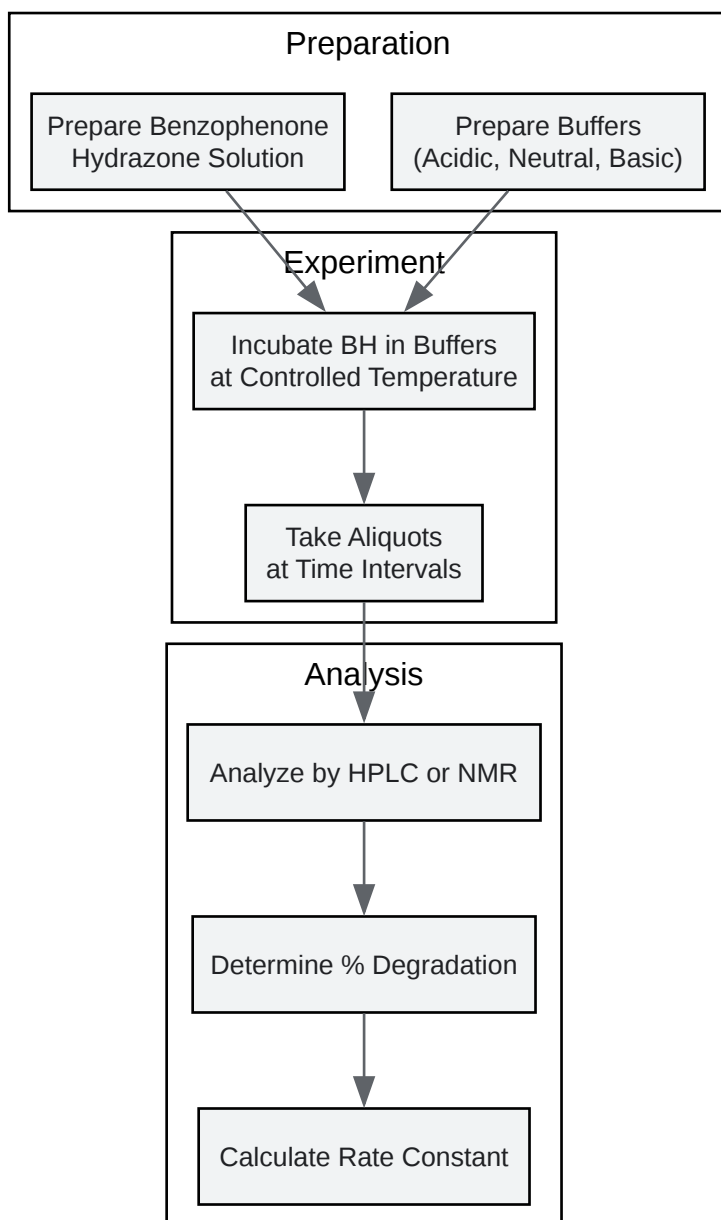 Preparation
Prepare Benzophenone
Hydrazone Solution
Prepare Buffers
(Acidic, Neutral, Basic)
Experiment
Incubate BH in Buffers
at Controlled Temperature
Take Aliquots
at Time Intervals
Analysis
Analyze by HPLC or NMR
Determine % Degradation
Calculate Rate Constant